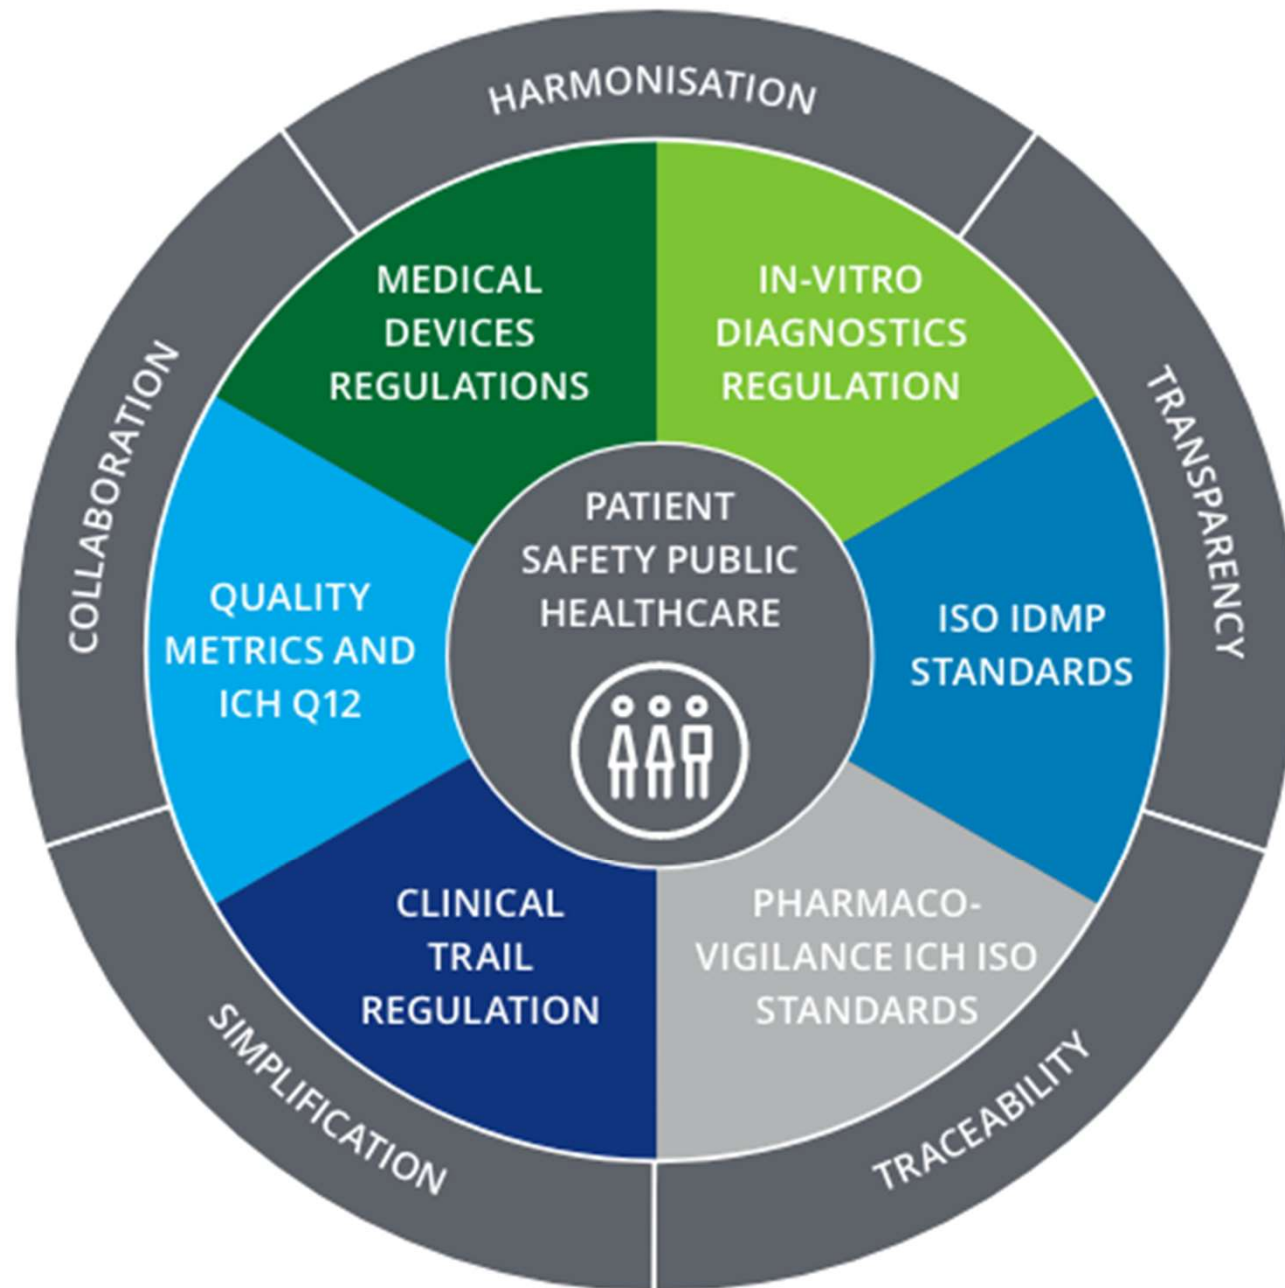 HARMONISATION
MEDICAL
DEVICES
REGULATIONS
IN-VITRO
DIAGNOSTICS
REGULATION
COLLABORATION
TRANSPARENCY
PATIENT
SAFETY PUBLIC
HEALTHCARE
QUALITY
METRICS AND
ICH Q12
ISO IDMP
STANDARDS
CLINICAL
TRAIL
REGULATION
PHARMACO-
VIGILANCE ICH ISO
STANDARDS
SIMPLIFICATION
TRACEABILITY